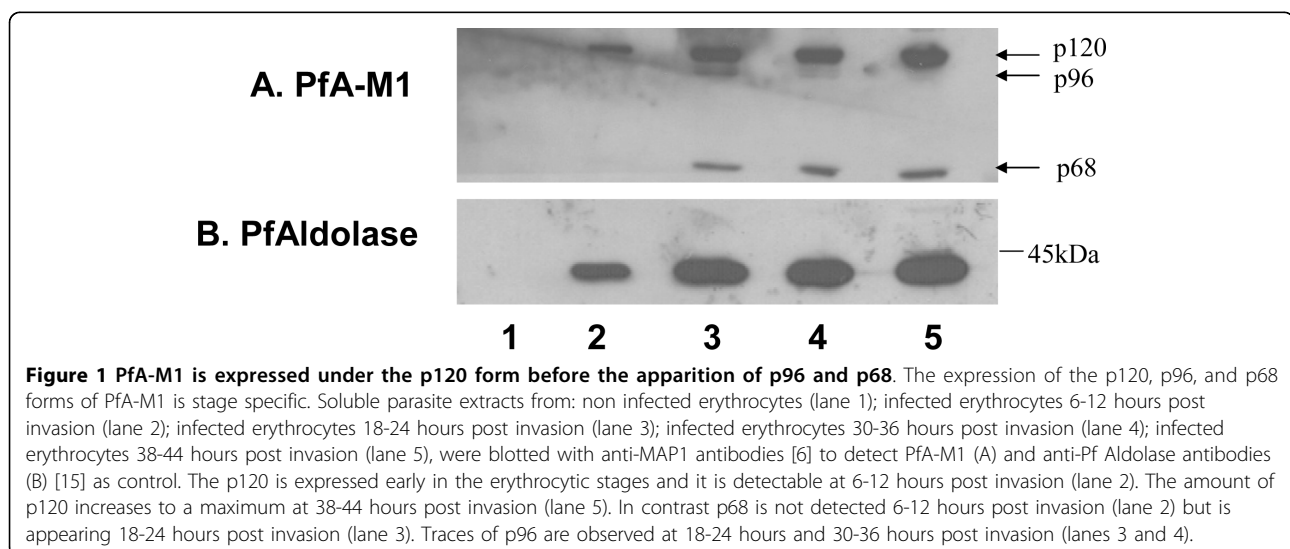 A. PfA-M1
p120
p96
p68
B. PfAldolase
45kDa
1 2 3 4 5
Figure 1 PfA-M1 is expressed under the p120 form before the apparition of p96 and p68. The expression of the p120, p96, and p68
forms of PfA-M1 is stage specific. Soluble parasite extracts from: non infected erythrocytes (lane 1); infected erythrocytes 6-12 hours post
invasion (lane 2); infected erythrocytes 18-24 hours post invasion (lane 3); infected erythrocytes 30-36 hours post invasion (lane 4); infected
erythrocytes 38-44 hours post invasion (lane 5), were blotted with anti-MAP1 antibodies [6] to detect PfA-M1 (A) and anti-Pf Aldolase antibodies
(B) [15] as control. The p120 is expressed early in the erythrocytic stages and it is detectable at 6-12 hours post invasion (lane 2). The amount of
p120 increases to a maximum at 38-44 hours post invasion (lane 5). In contrast p68 is not detected 6-12 hours post invasion (lane 2) but is
appearing 18-24 hours post invasion (lane 3). Traces of p96 are observed at 18-24 hours and 30-36 hours post invasion (lanes 3 and 4).